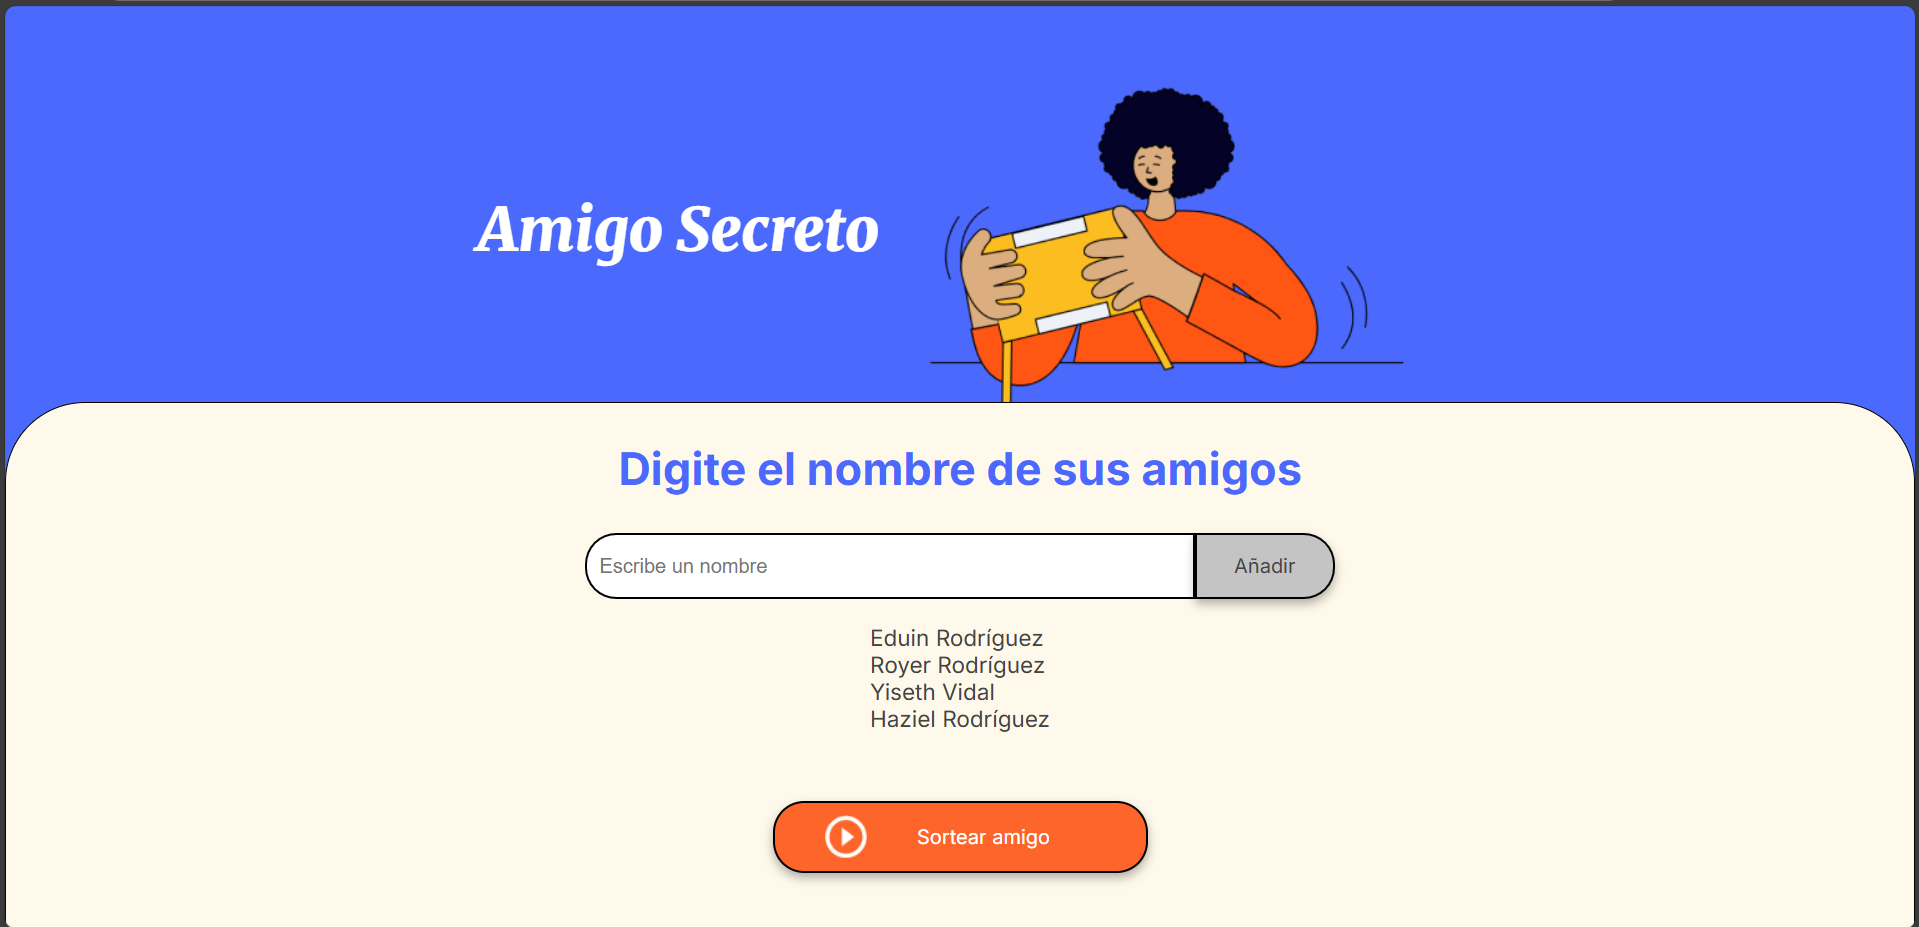 Amigo Secreto
Digite el nombre de sus amigos
Escribe un nombre
Añadir
Eduin Rodríguez
Royer Rodríguez
Yiseth Vidal
Haziel Rodríguez
Sortear amigo